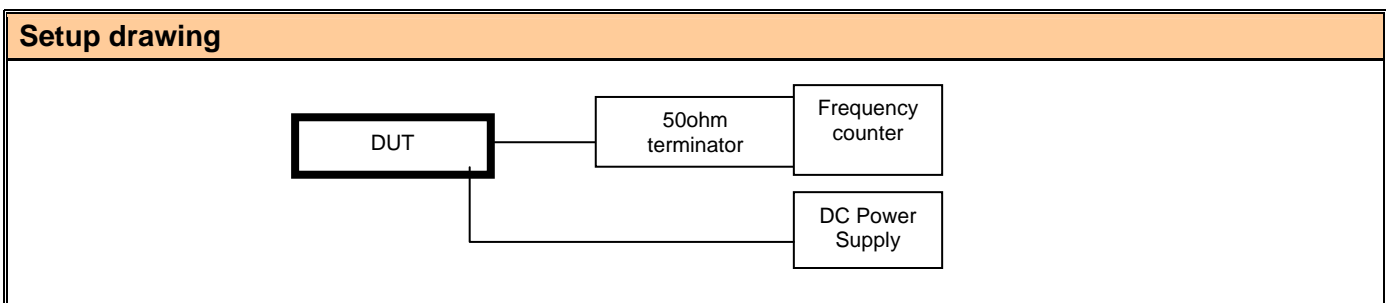 Setup drawing
DUT
50ohm
terminator
Frequency
counter
DC Power
Supply